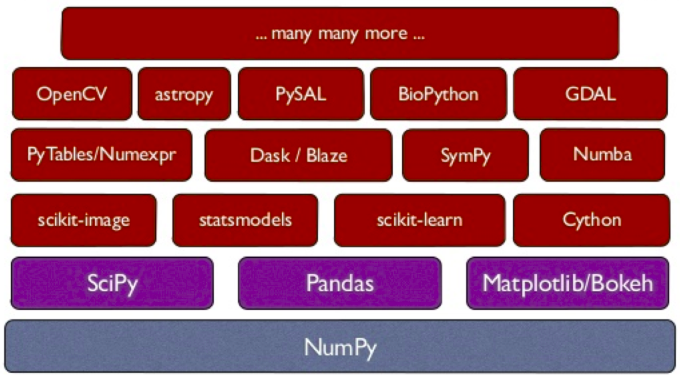 ... many many more ...
OpenCV astropy PySAL BioPython GDAL
PyTables/Numexpr Dask / Blaze SymPy Numba
scikit-image statsmodels scikit-learn Cython
SciPy Pandas Matplotlib/Bokeh
NumPy